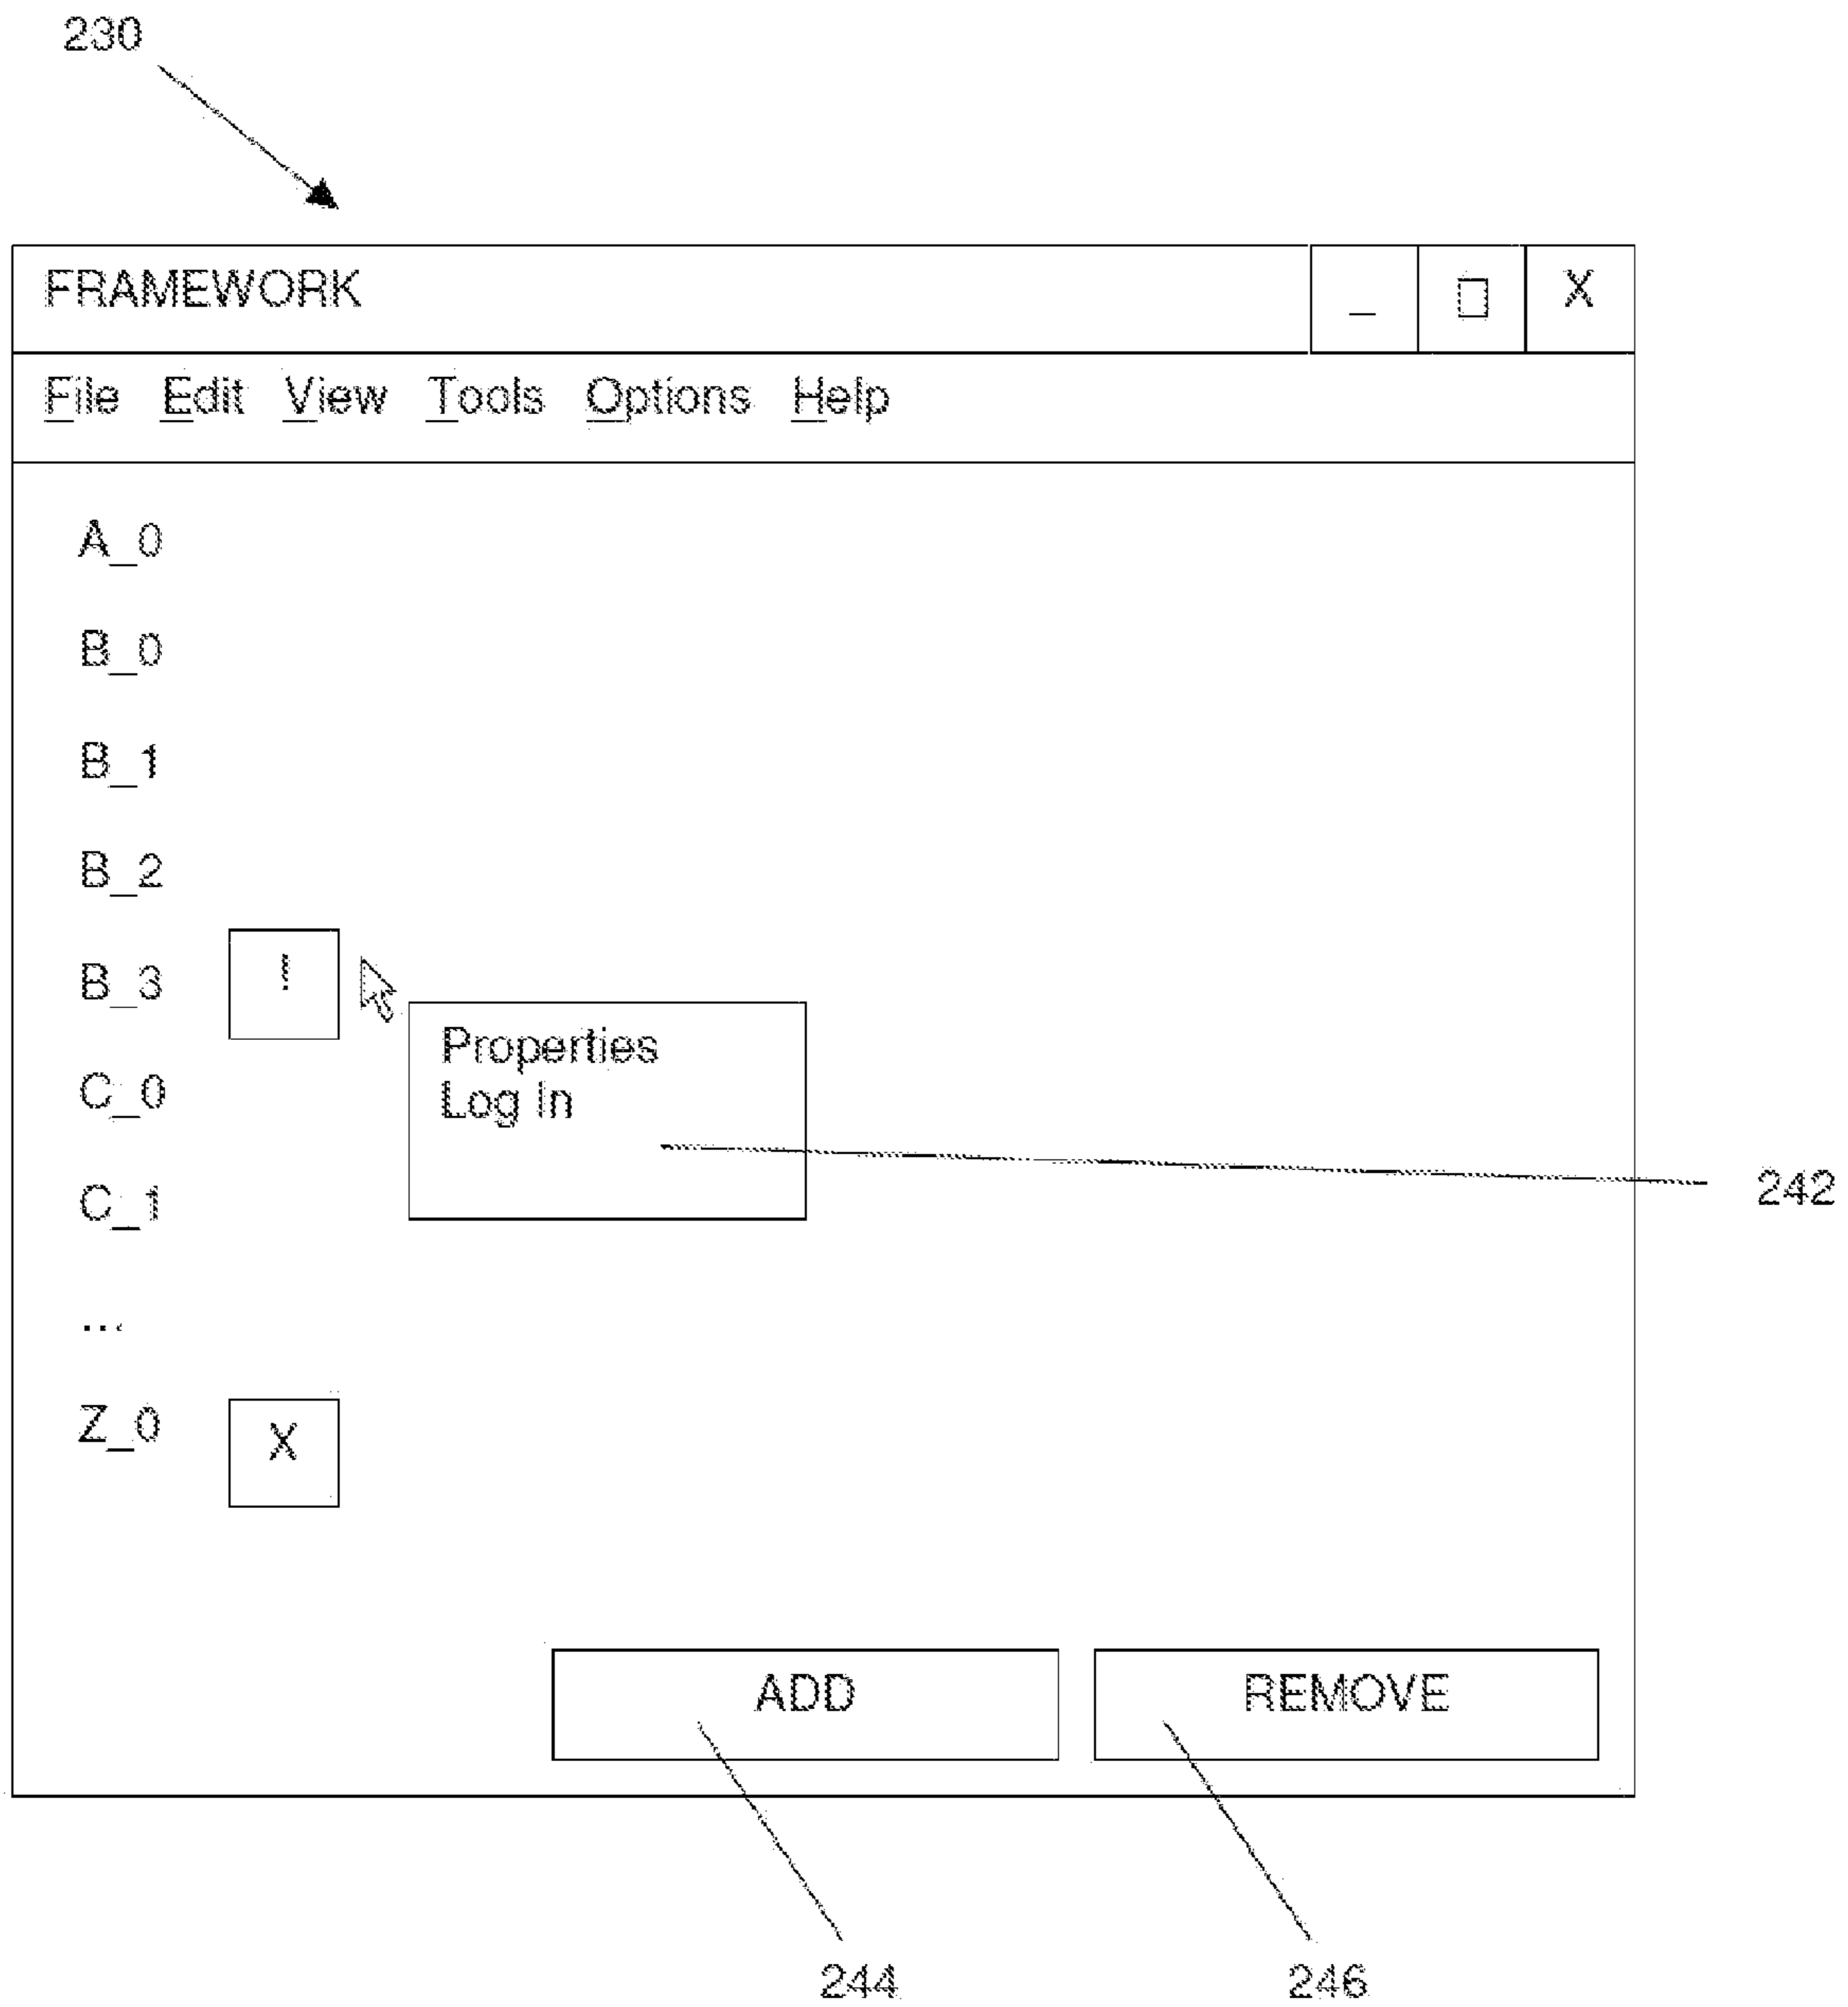 230
FRAMEWORK _ □ X
File Edit View Tools Options Help
A_0
B_0
B_1
B_2
B_3 !
Properties
Log In
C_0
C_1
242
...
Z_0 X
ADD REMOVE
244 246